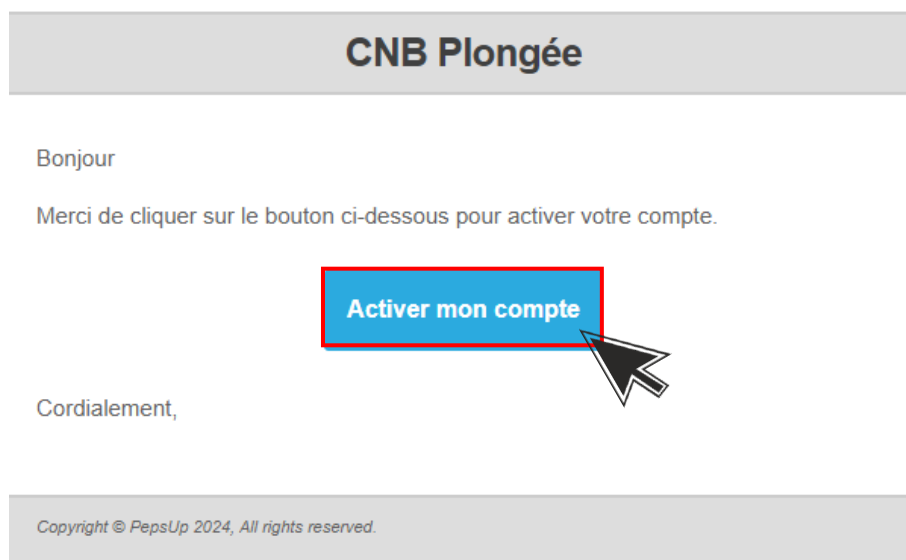 CNB Plongée
Bonjour
Merci de cliquer sur le bouton ci-dessous pour activer votre compte.
Activer mon compte
Cordialement,
Copyright © PepsUp 2024, All rights reserved.